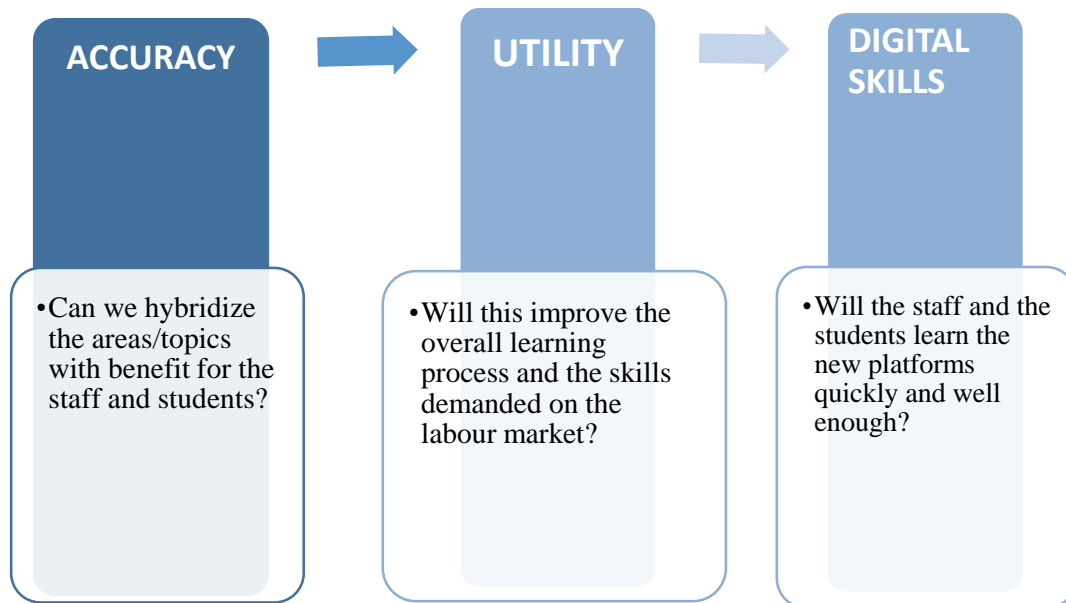 ACCURACY
•Can we hybridize
the areas/topics
with benefit for the
staff and students?
UTILITY
•Will this improve the
overall learning
process and the skills
demanded on the
labour market?
DIGITAL
SKILLS
•Will the staff and the
students learn the
new platforms
quickly and well
enough?